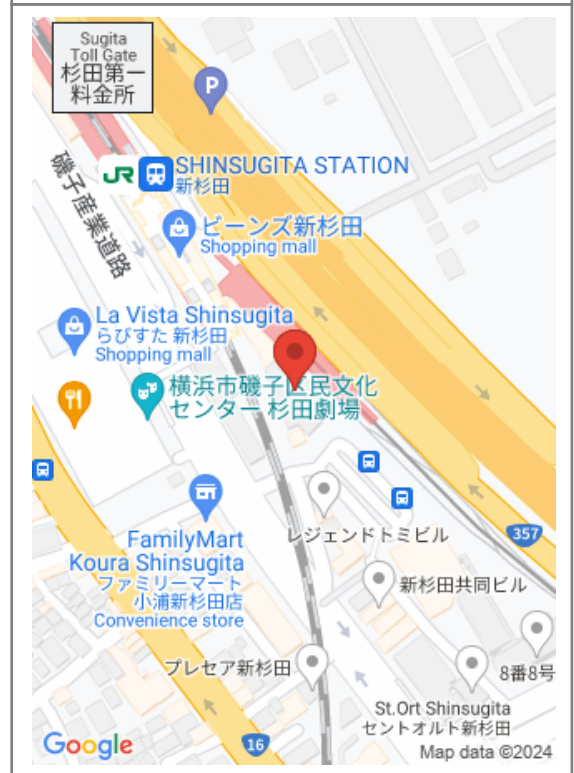 Sugita
Toll Gate
杉田第一
料金所
P
磯子産業道路
JR
SHINSUGITA STATION
新杉田
ビーンズ新杉田
Shopping mall
La Vista Shinsugita
らびすた 新杉田
Shopping mall
横浜市磯子区民文化
センター 杉田劇場
FamilyMart
Koura Shinsugita
ファミリーマート
小浦新杉田店
Convenience store
レジェンドトミビル
357
新杉田共同ビル
プレセア新杉田
8番8号
St.Ort Shinsugita
セントオルト新杉田
16
Google
Map data ©2024